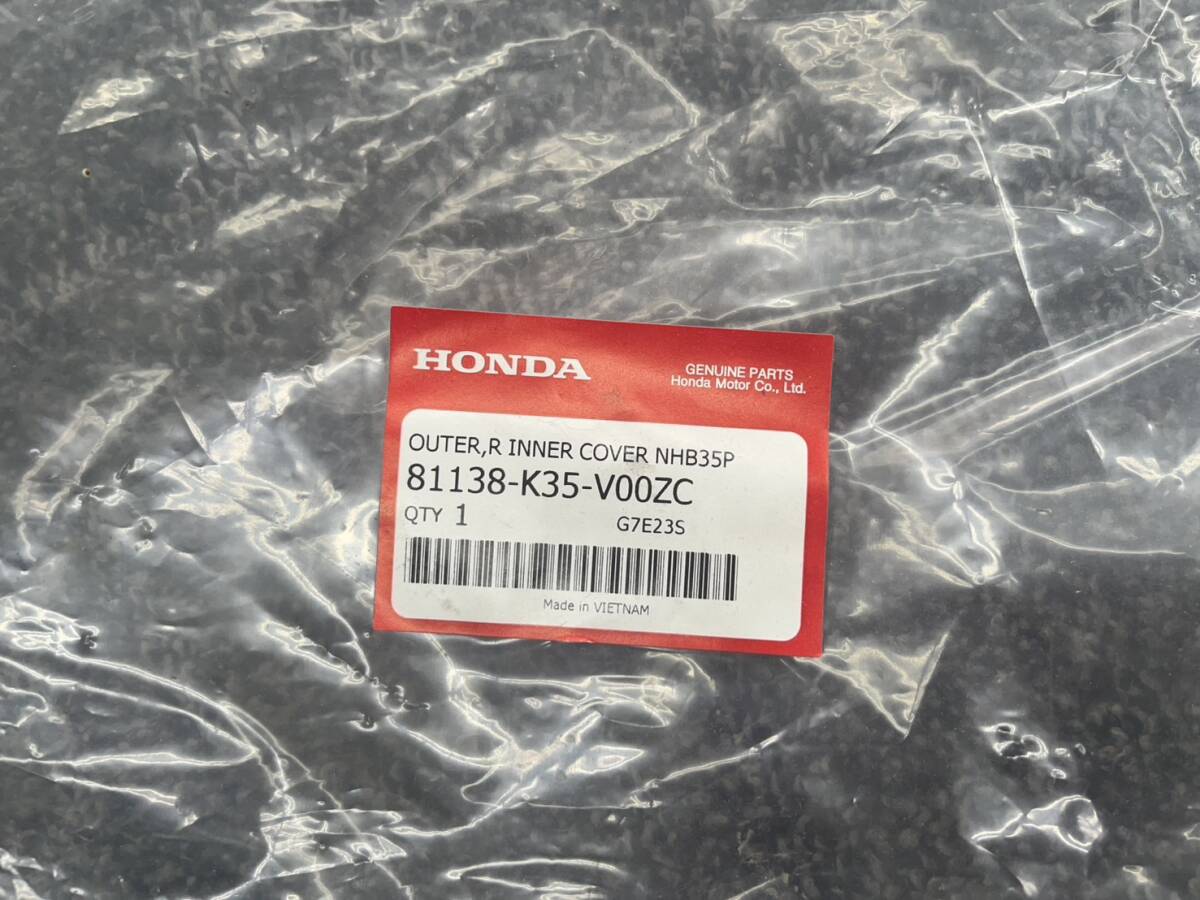 HONDA
GENUINE PARTS
Honda Motor Co., Ltd.
OUTER,R INNER COVER NHB35P
81138-K35-V00ZC
QTY 1 G7E23S
Made in VIETNAM